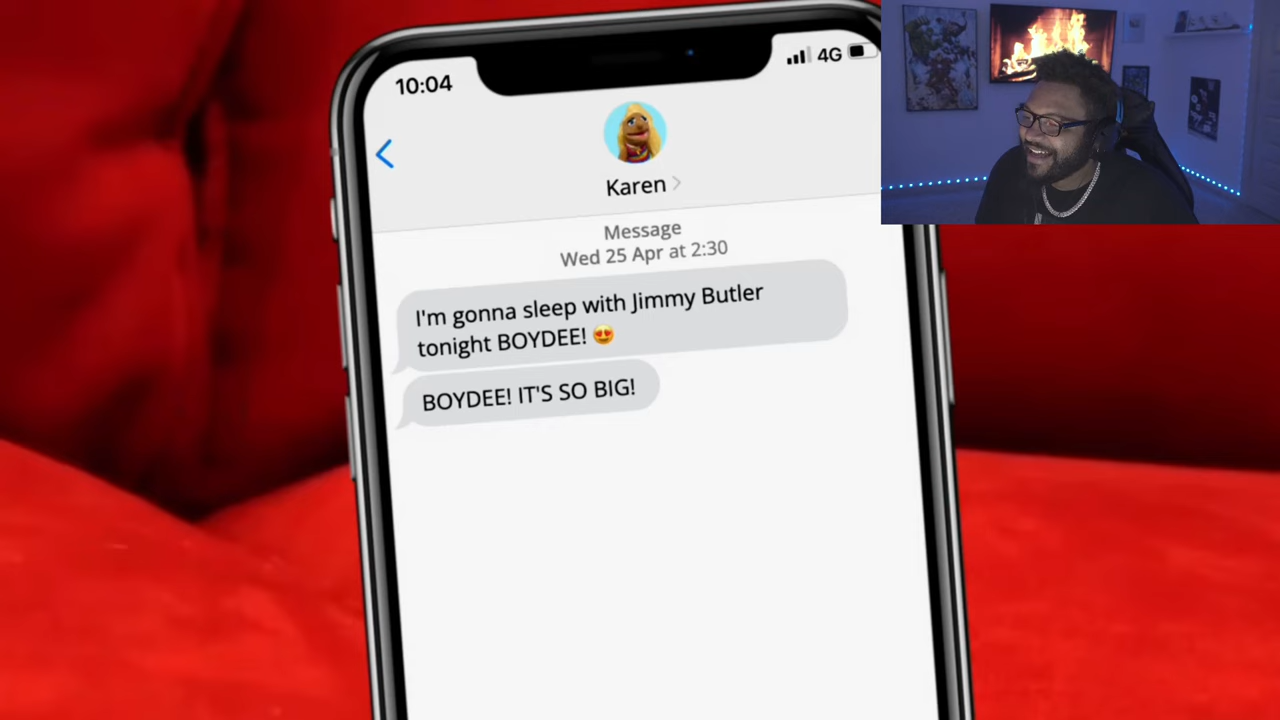 10:04
4G
Karen
Message
Wed 25 Apr at 2:30
I'm gonna sleep with Jimmy Butler
tonight BOYDEE! 😍
BOYDEE! IT'S SO BIG!